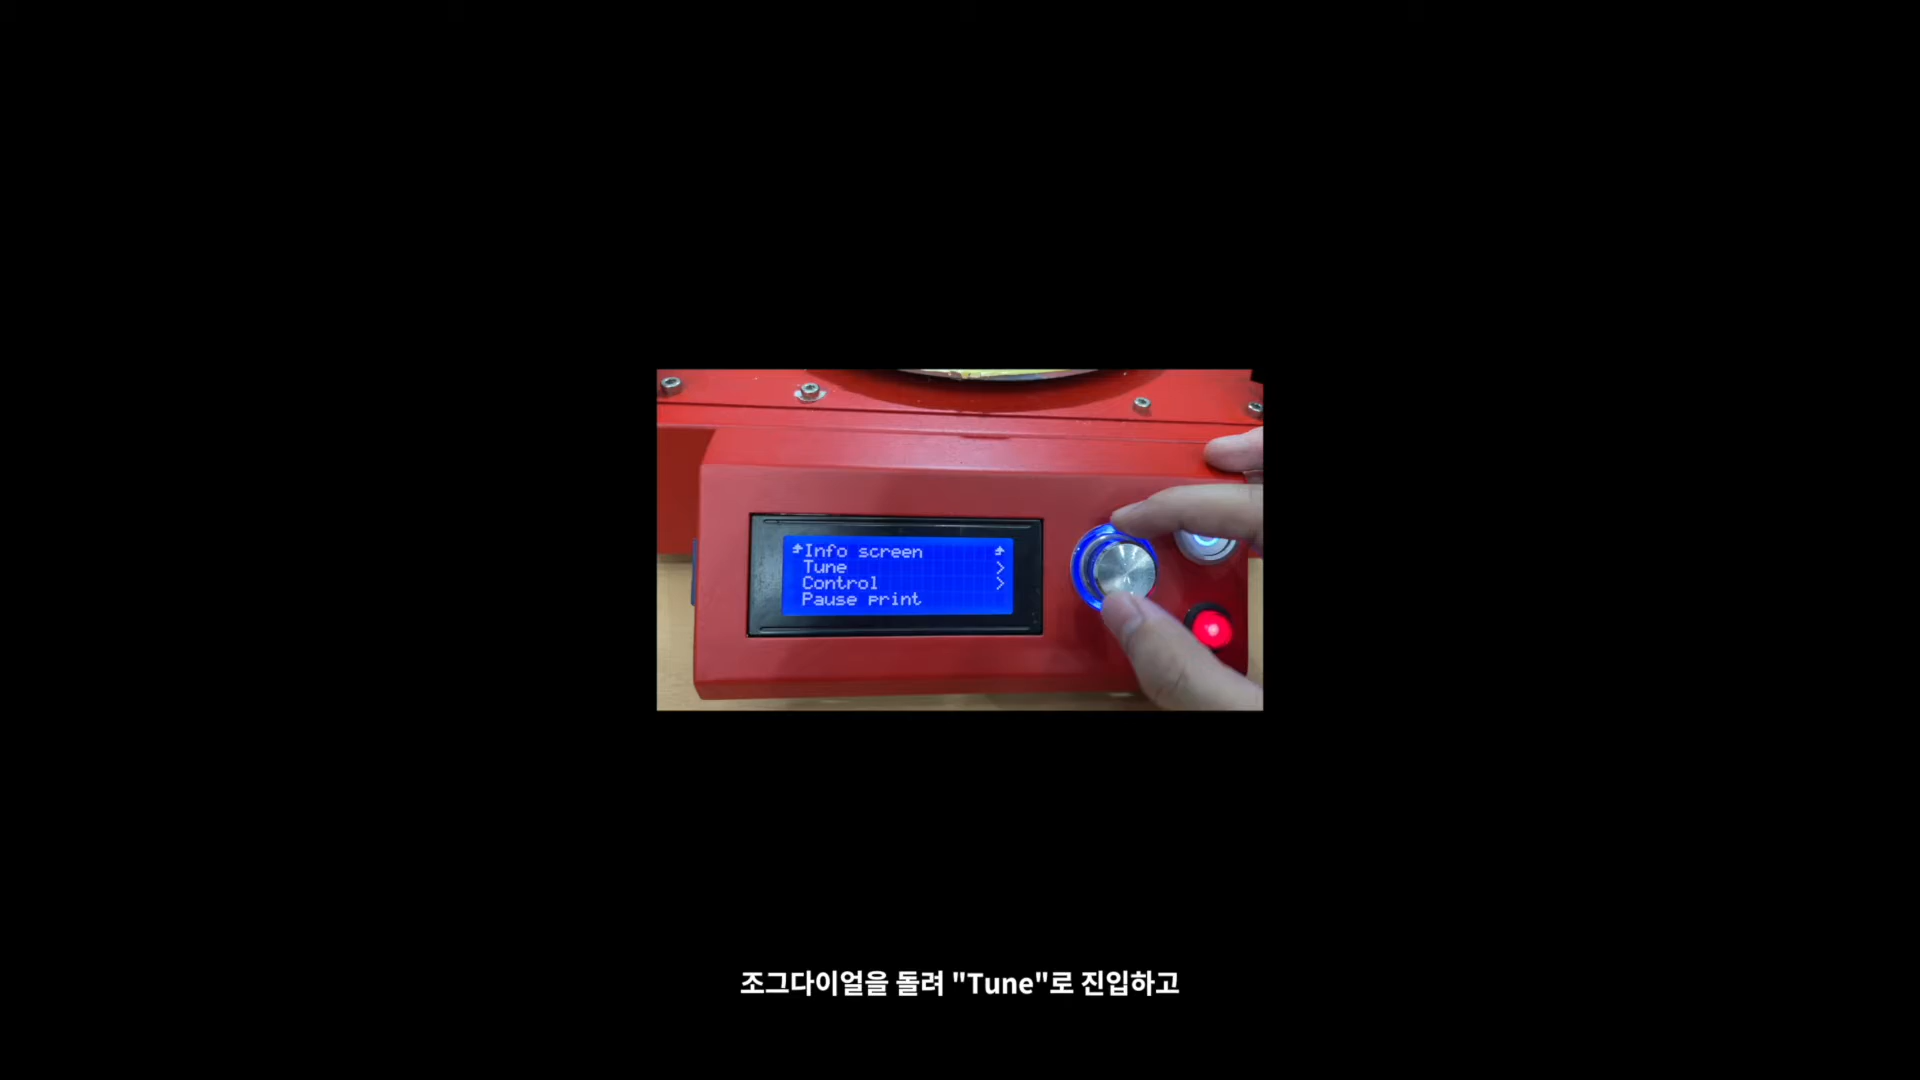 Info screen
Tune >
Control >
Pause print
조그다이얼을 돌려 "Tune"로 진입하고